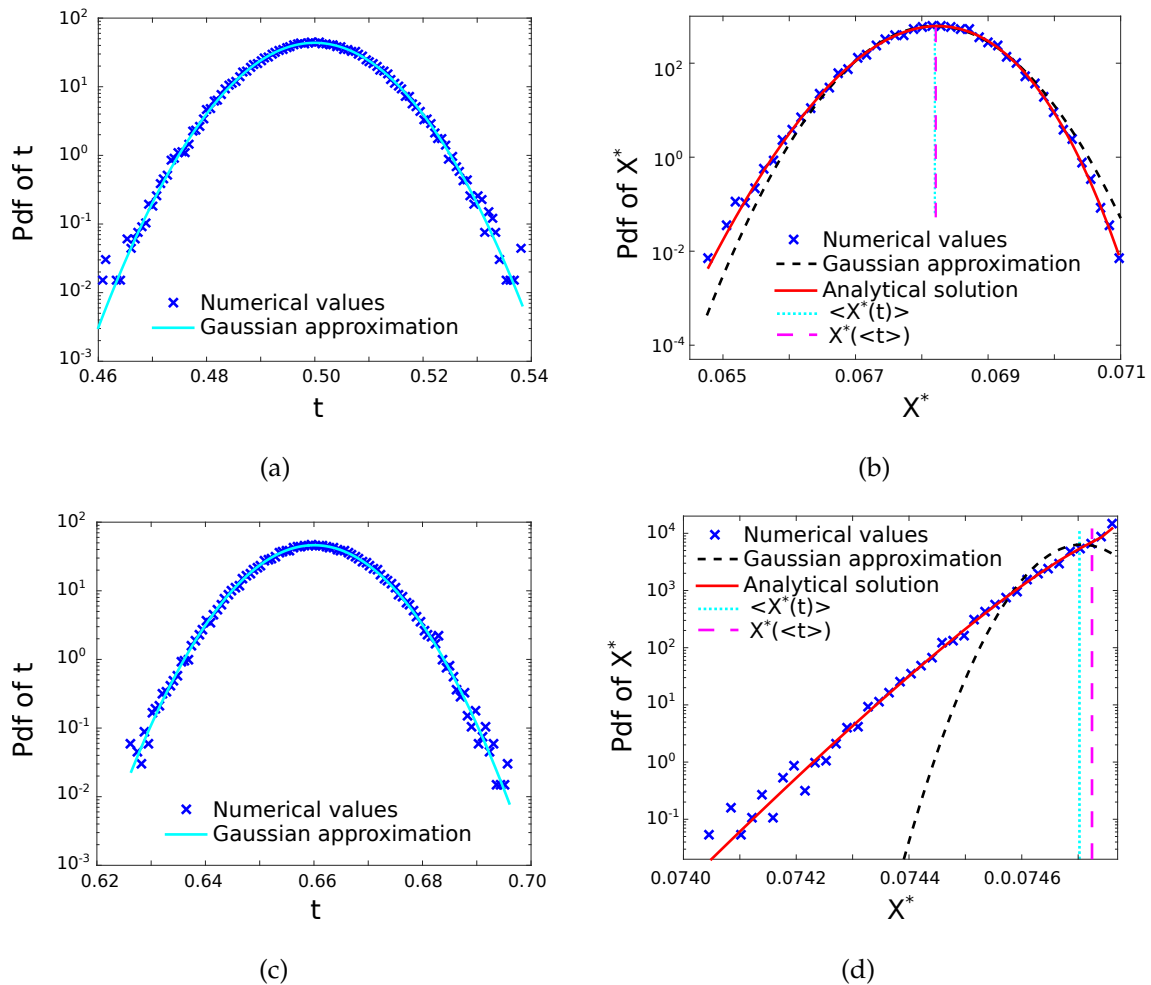 Pdf of t
10^2
10^1
10^0
10^-1
10^-2
10^-3
0.46
0.48
0.50
0.52
0.54
t
Numerical values
Gaussian approximation
(a)
Pdf of X*
10^2
10^0
10^-2
10^-4
0.065
0.067
0.069
0.071
X*
Numerical values
Gaussian approximation
Analytical solution
<X*(t)>
X*(<t>)
(b)
Pdf of t
10^2
10^1
10^0
10^-1
10^-2
10^-3
0.62
0.64
0.66
0.68
0.70
t
Numerical values
Gaussian approximation
(c)
Pdf of X*
10^4
10^3
10^2
10^1
10^0
10^-1
0.0740
0.0742
0.0744
0.0.0746
X*
Numerical values
Gaussian approximation
Analytical solution
<X*(t)>
X*(<t>)
(d)